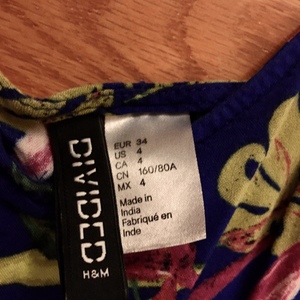 DIVIDED
H&M
EUR 34
US 4
CA 4
CN 160/80A
MX 4
Made in
India
Fabriqué en
Inde